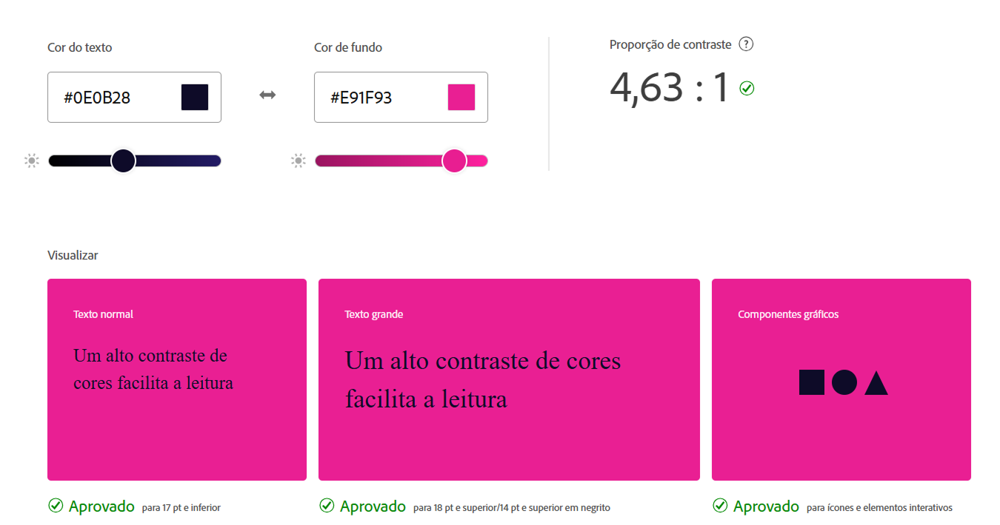 Cor do texto
Cor de fundo
Proporção de contraste ?
#0E0B28
#E91F93
4,63 : 1
Visualizar
Texto normal
Um alto contraste de
cores facilita a leitura
Texto grande
Um alto contraste de cores
facilita a leitura
Componentes gráficos
Aprovado para 17 pt e inferior
Aprovado para 18 pt e superior/14 pt e superior em negrito
Aprovado para ícones e elementos interativos